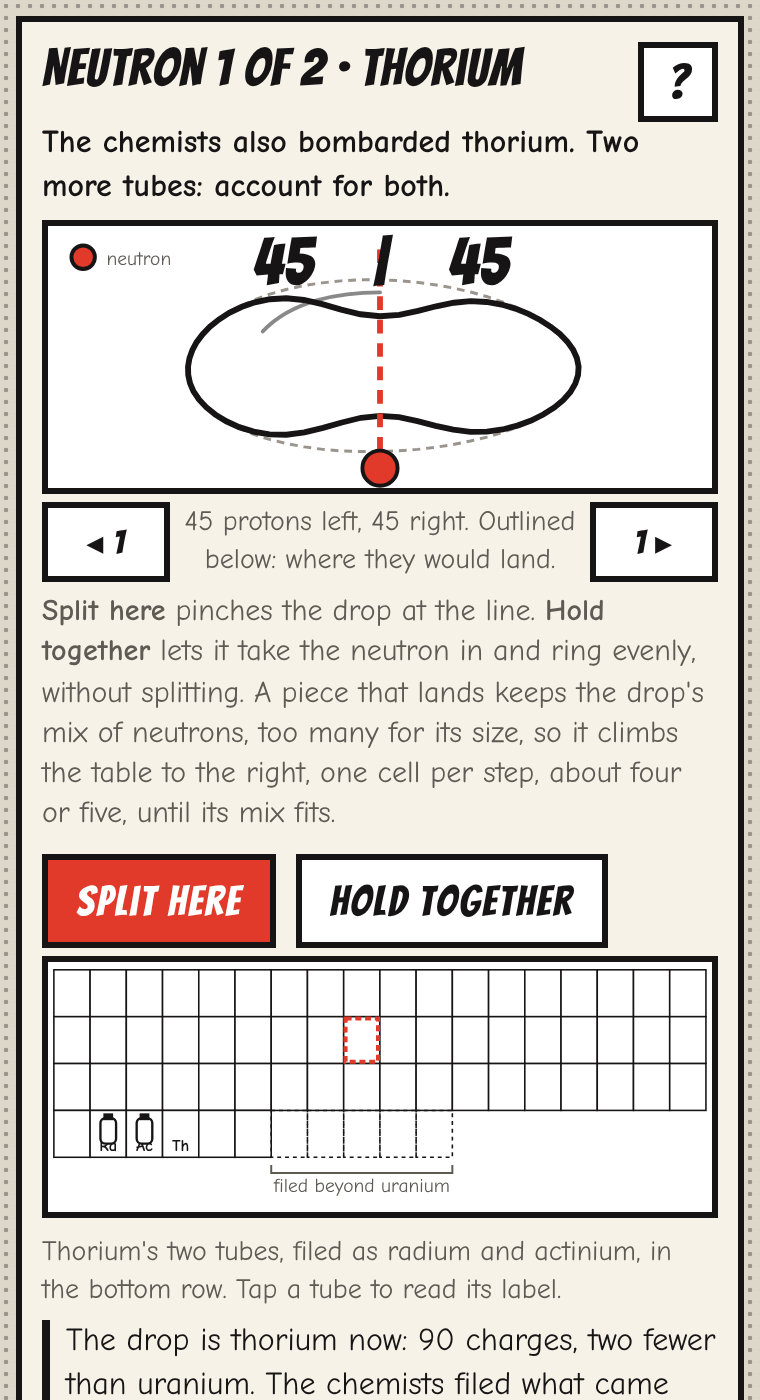 NEUTRON 1 OF 2 · THORIUM
?
The chemists also bombarded thorium. Two
more tubes: account for both.
neutron
45 / 45
◂ 1
45 protons left, 45 right. Outlined
below: where they would land.
1 ▸
Split here pinches the drop at the line. Hold
together lets it take the neutron in and ring evenly,
without splitting. A piece that lands keeps the drop's
mix of neutrons, too many for its size, so it climbs
the table to the right, one cell per step, about four
or five, until its mix fits.
SPLIT HERE
HOLD TOGETHER
Ra Ac Th
filed beyond uranium
Thorium's two tubes, filed as radium and actinium, in
the bottom row. Tap a tube to read its label.
The drop is thorium now: 90 charges, two fewer
than uranium. The chemists filed what came